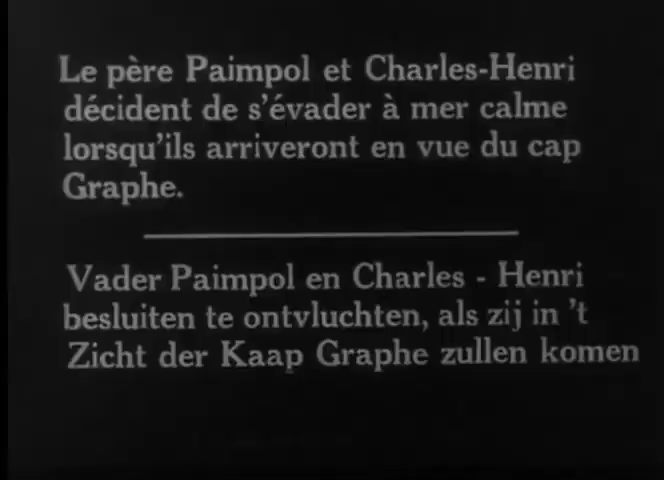 Le père Paimpol et Charles-Henri
décident de s'évader à mer calme
lorsqu'ils arriveront en vue du cap
Graphe.
Vader Paimpol en Charles - Henri
besluiten te ontvluchten, als zij in 't
Zicht der Kaap Graphe zullen komen